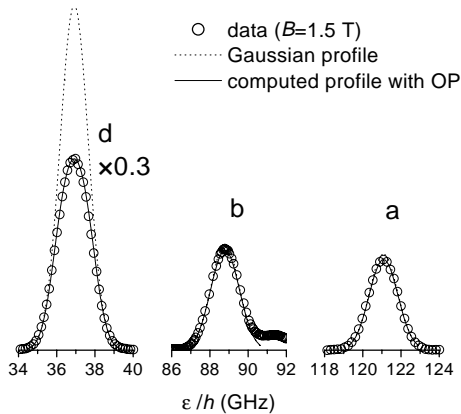 data (B=1.5 T)
Gaussian profile
computed profile with OP
d
×0.3
b
a
34 36 38 40
86 88 90 92
118 120 122 124
ε /h (GHz)